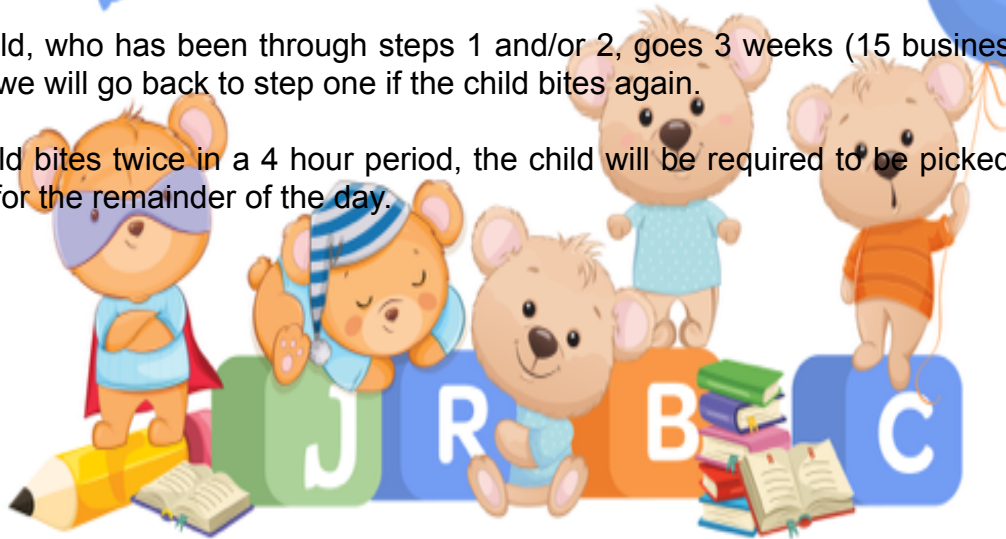 ld, who has been through steps 1 and/or 2, goes 3 weeks (15 busines
we will go back to step one if the child bites again.
ld bites twice in a 4 hour period, the child will be required to be picked
for the remainder of the day.
J R B C